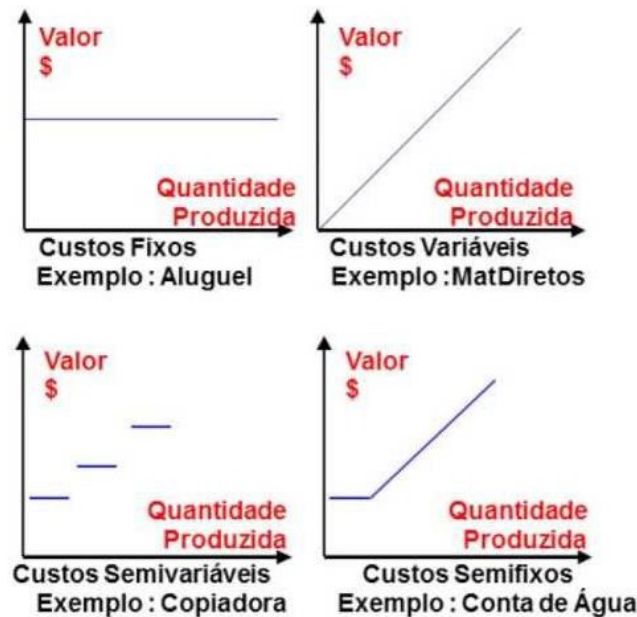 Valor
$
Quantidade
Produzida
Custos Fixos
Exemplo : Aluguel
Valor
$
Quantidade
Produzida
Custos Variáveis
Exemplo :MatDiretos
Valor
$
Quantidade
Produzida
Custos Semivariáveis
Exemplo : Copiadora
Valor
$
Quantidade
Produzida
Custos Semifixos
Exemplo : Conta de Água